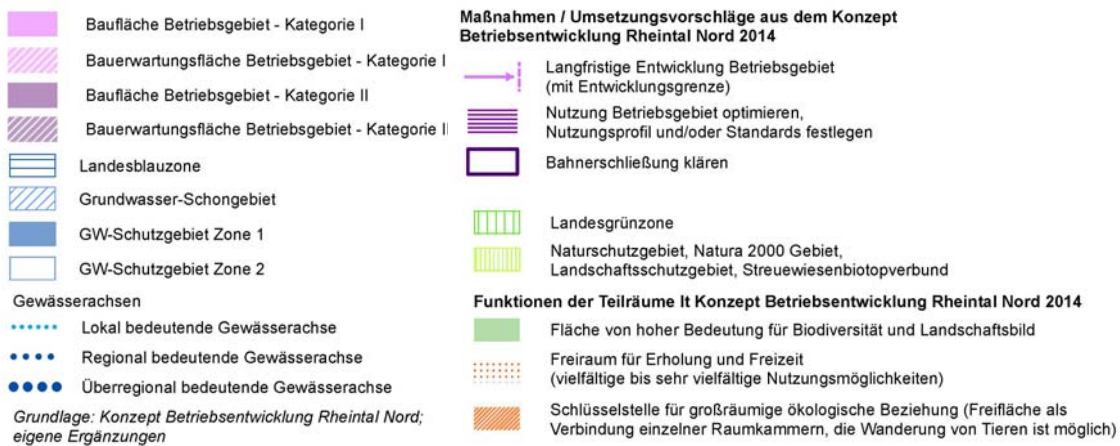 Baufläche Betriebsgebiet - Kategorie I
Bauerwartungsfläche Betriebsgebiet - Kategorie I
Baufläche Betriebsgebiet - Kategorie II
Bauerwartungsfläche Betriebsgebiet - Kategorie II
Landesblauzone
Grundwasser-Schongebiet
GW-Schutzgebiet Zone 1
GW-Schutzgebiet Zone 2
Gewässerachsen
Lokal bedeutende Gewässerachse
Regional bedeutende Gewässerachse
Überregional bedeutende Gewässerachse
Grundlage: Konzept Betriebsentwicklung Rheintal Nord;
eigene Ergänzungen
Maßnahmen / Umsetzungsvorschläge aus dem Konzept
Betriebsentwicklung Rheintal Nord 2014
Langfristige Entwicklung Betriebsgebiet
(mit Entwicklungsgrenze)
Nutzung Betriebsgebiet optimieren,
Nutzungsprofil und/oder Standards festlegen
Bahnerschließung klären
Landesgrünzone
Naturschutzgebiet, Natura 2000 Gebiet,
Landschaftsschutzgebiet, Streuewiesenbiotopverbund
Funktionen der Teilräume lt Konzept Betriebsentwicklung Rheintal Nord 2014
Fläche von hoher Bedeutung für Biodiversität und Landschaftsbild
Freiraum für Erholung und Freizeit
(vielfältige bis sehr vielfältige Nutzungsmöglichkeiten)
Schlüsselstelle für großräumige ökologische Beziehung (Freifläche als
Verbindung einzelner Raumkammern, die Wanderung von Tieren ist möglich)